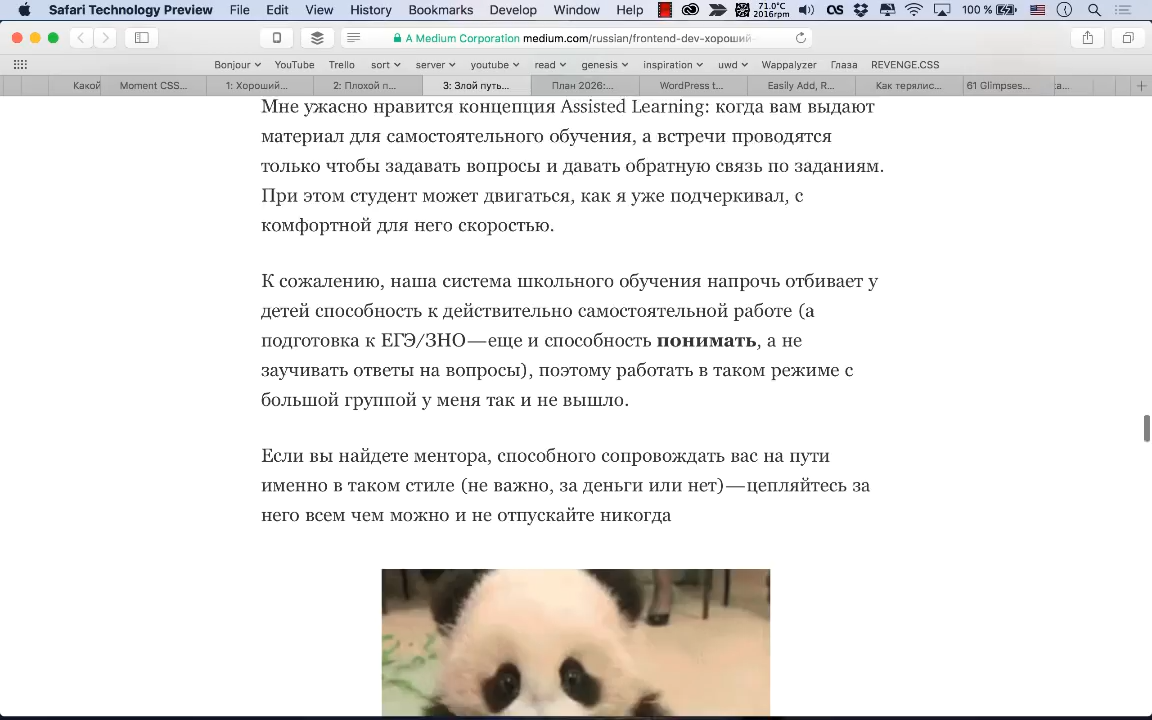 Safari Technology Preview File Edit View History Bookmarks Develop Window Help 71.0°C 2016rpm 100 %
A Medium Corporation medium.com/russian/frontend-dev-хороший-
Bonjour YouTube Trello sort server youtube read genesis inspiration uwd Wappalyzer Глаза REVENGE.CSS
Какой Moment CSS... 1: Хороший... 2: Плохой п... 3: Злой путь... План 2026:... WordPress t... Easily Add, R... Как терялис... 61 Glimpses...
Мне ужасно нравится концепция Assisted Learning: когда вам выдают
материал для самостоятельного обучения, а встречи проводятся
только чтобы задавать вопросы и давать обратную связь по заданиям.
При этом студент может двигаться, как я уже подчеркивал, с
комфортной для него скоростью.
К сожалению, наша система школьного обучения напрочь отбивает у
детей способность к действительно самостоятельной работе (а
подготовка к ЕГЭ/ЗНО—еще и способность понимать, а не
заучивать ответы на вопросы), поэтому работать в таком режиме с
большой группой у меня так и не вышло.
Если вы найдете ментора, способного сопровождать вас на пути
именно в таком стиле (не важно, за деньги или нет)—цепляйтесь за
него всем чем можно и не отпускайте никогда